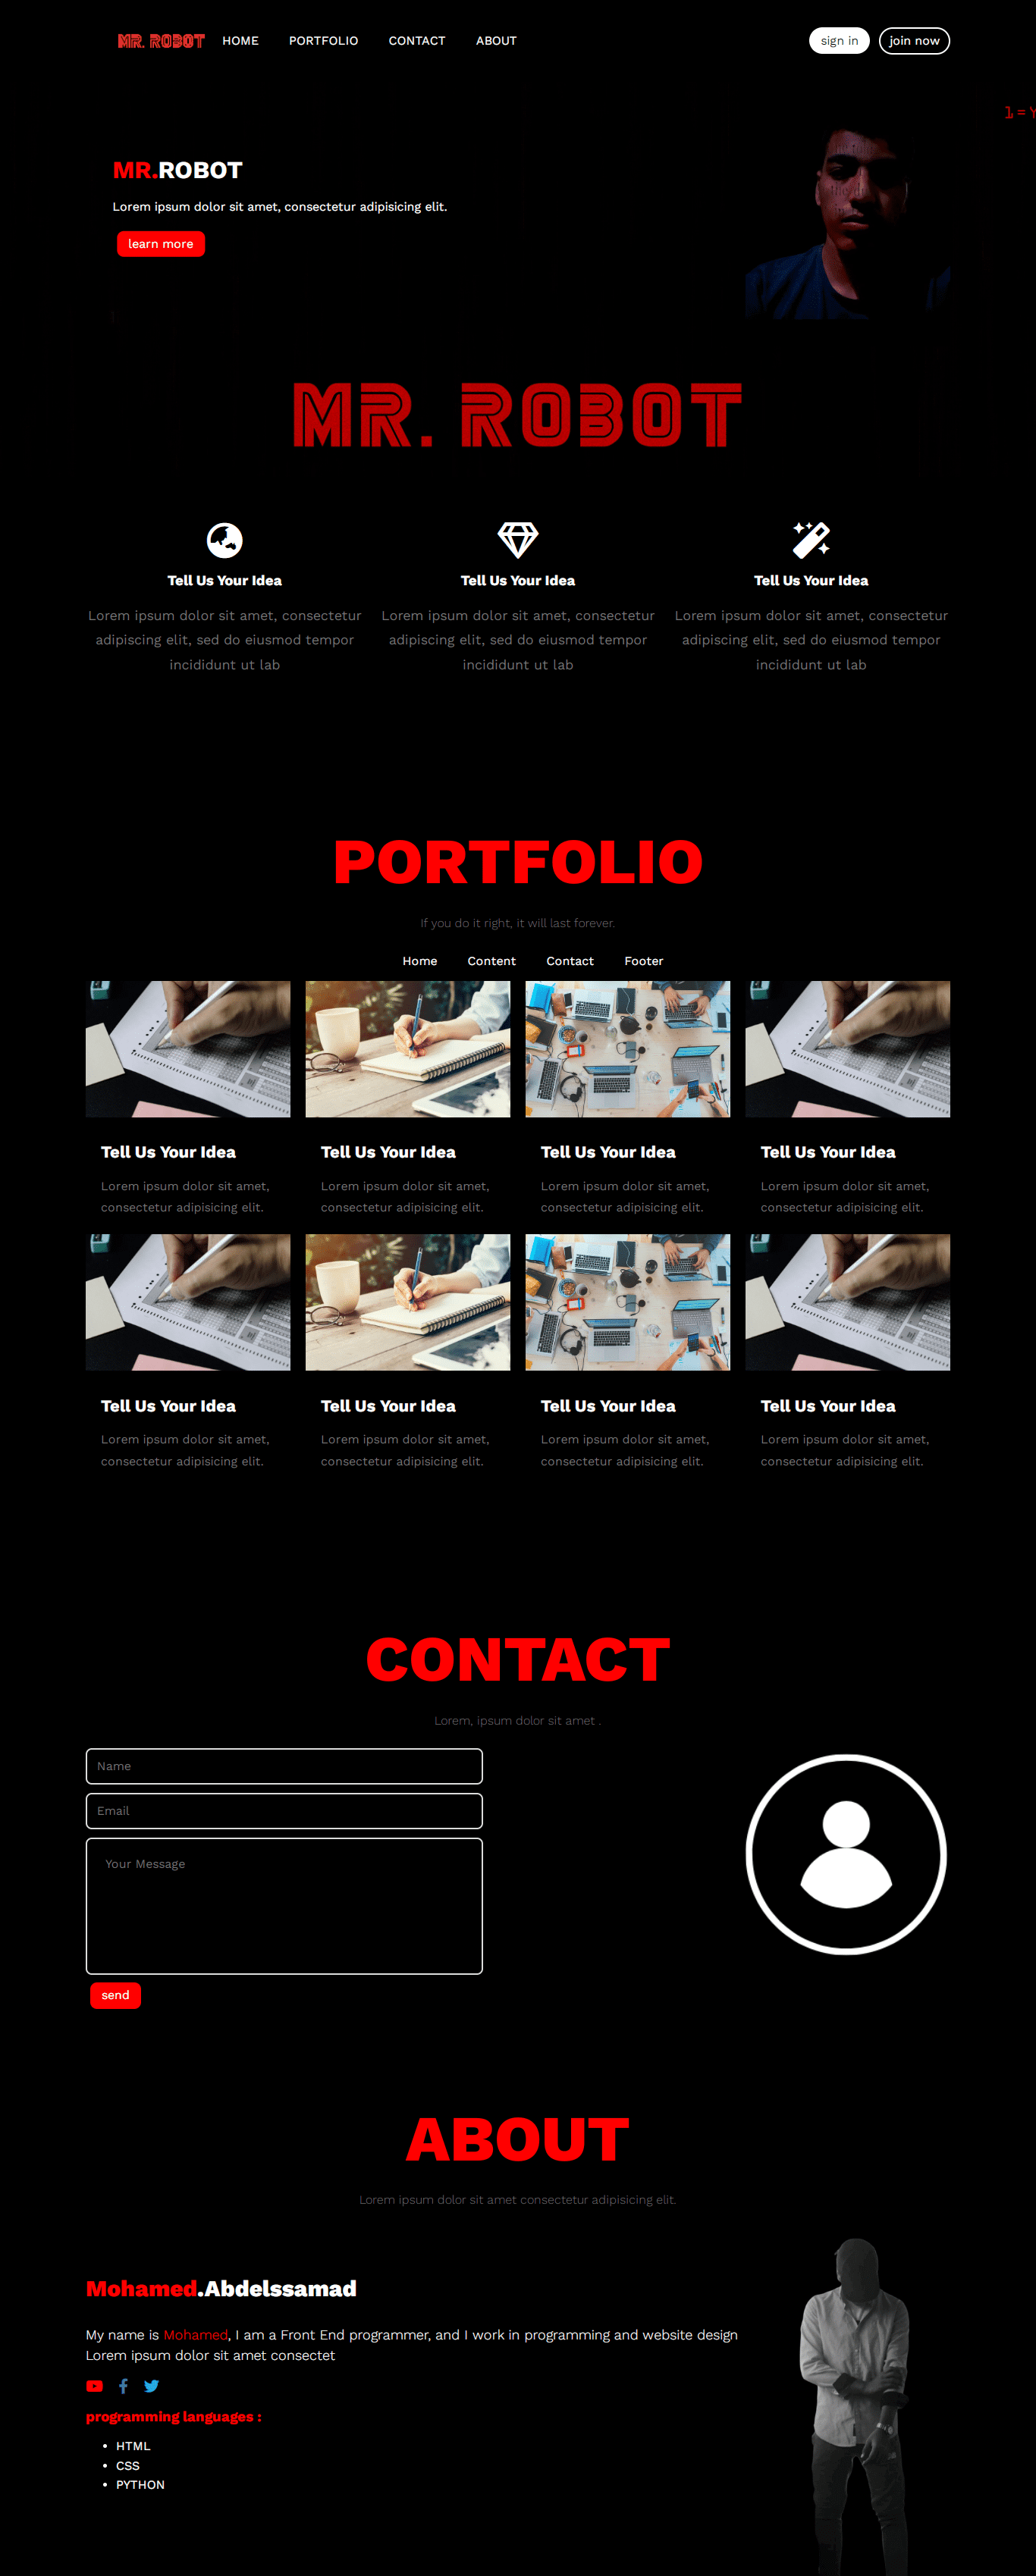 MR. ROBOT HOME PORTFOLIO CONTACT ABOUT sign in join now
1=Y
MR.ROBOT
Lorem ipsum dolor sit amet, consectetur adipisicing elit.
learn more
MR. ROBOT
Tell Us Your Idea
Lorem ipsum dolor sit amet, consectetur
adipiscing elit, sed do eiusmod tempor
incididunt ut lab
Tell Us Your Idea
Lorem ipsum dolor sit amet, consectetur
adipiscing elit, sed do eiusmod tempor
incididunt ut lab
Tell Us Your Idea
Lorem ipsum dolor sit amet, consectetur
adipiscing elit, sed do eiusmod tempor
incididunt ut lab
PORTFOLIO
If you do it right, it will last forever.
Home Content Contact Footer
Tell Us Your Idea
Lorem ipsum dolor sit amet,
consectetur adipisicing elit.
Tell Us Your Idea
Lorem ipsum dolor sit amet,
consectetur adipisicing elit.
Tell Us Your Idea
Lorem ipsum dolor sit amet,
consectetur adipisicing elit.
Tell Us Your Idea
Lorem ipsum dolor sit amet,
consectetur adipisicing elit.
Tell Us Your Idea
Lorem ipsum dolor sit amet,
consectetur adipisicing elit.
Tell Us Your Idea
Lorem ipsum dolor sit amet,
consectetur adipisicing elit.
Tell Us Your Idea
Lorem ipsum dolor sit amet,
consectetur adipisicing elit.
Tell Us Your Idea
Lorem ipsum dolor sit amet,
consectetur adipisicing elit.
CONTACT
Lorem, ipsum dolor sit amet .
Name
Email
Your Message
send
ABOUT
Lorem ipsum dolor sit amet consectetur adipisicing elit.
Mohamed.Abdelssamad
My name is Mohamed, I am a Front End programmer, and I work in programming and website design
Lorem ipsum dolor sit amet consectet
programming languages :
• HTML
• CSS
• PYTHON